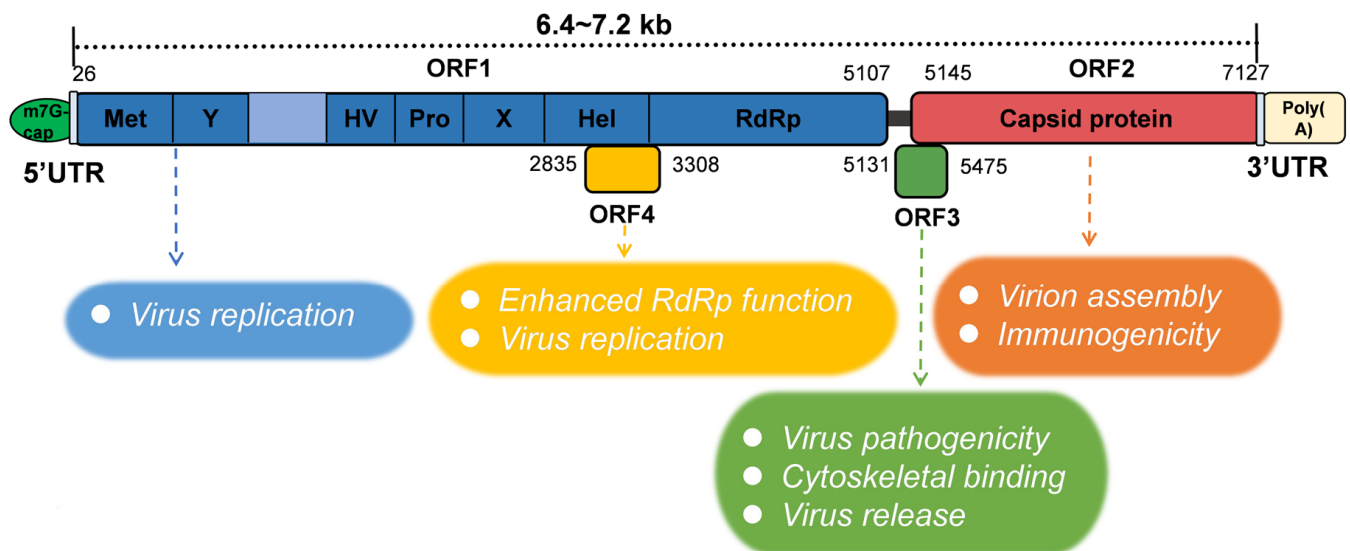 6.4~7.2 kb
26
ORF1
5107
5145
ORF2
7127
m7G-
cap
Met
Y
HV
Pro
X
Hel
RdRp
Capsid protein
Poly(
A)
5'UTR
2835
3308
5131
5475
3'UTR
ORF4
ORF3
● Virus replication
● Enhanced RdRp function
● Virus replication
● Virion assembly
● Immunogenicity
● Virus pathogenicity
● Cytoskeletal binding
● Virus release